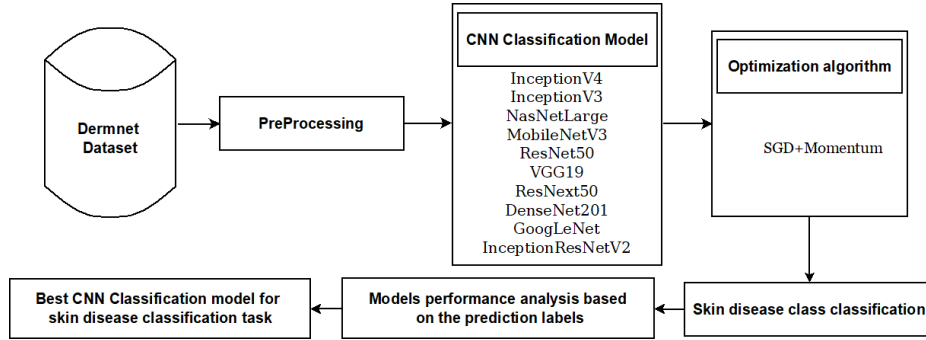 Dermnet
Dataset
PreProcessing
CNN Classification Model
InceptionV4
InceptionV3
NasNetLarge
MobileNetV3
ResNet50
VGG19
ResNext50
DenseNet201
GoogLeNet
InceptionResNetV2
Optimization algorithm
SGD+Momentum
Skin disease class classification
Models performance analysis based
on the prediction labels
Best CNN Classification model for
skin disease classification task